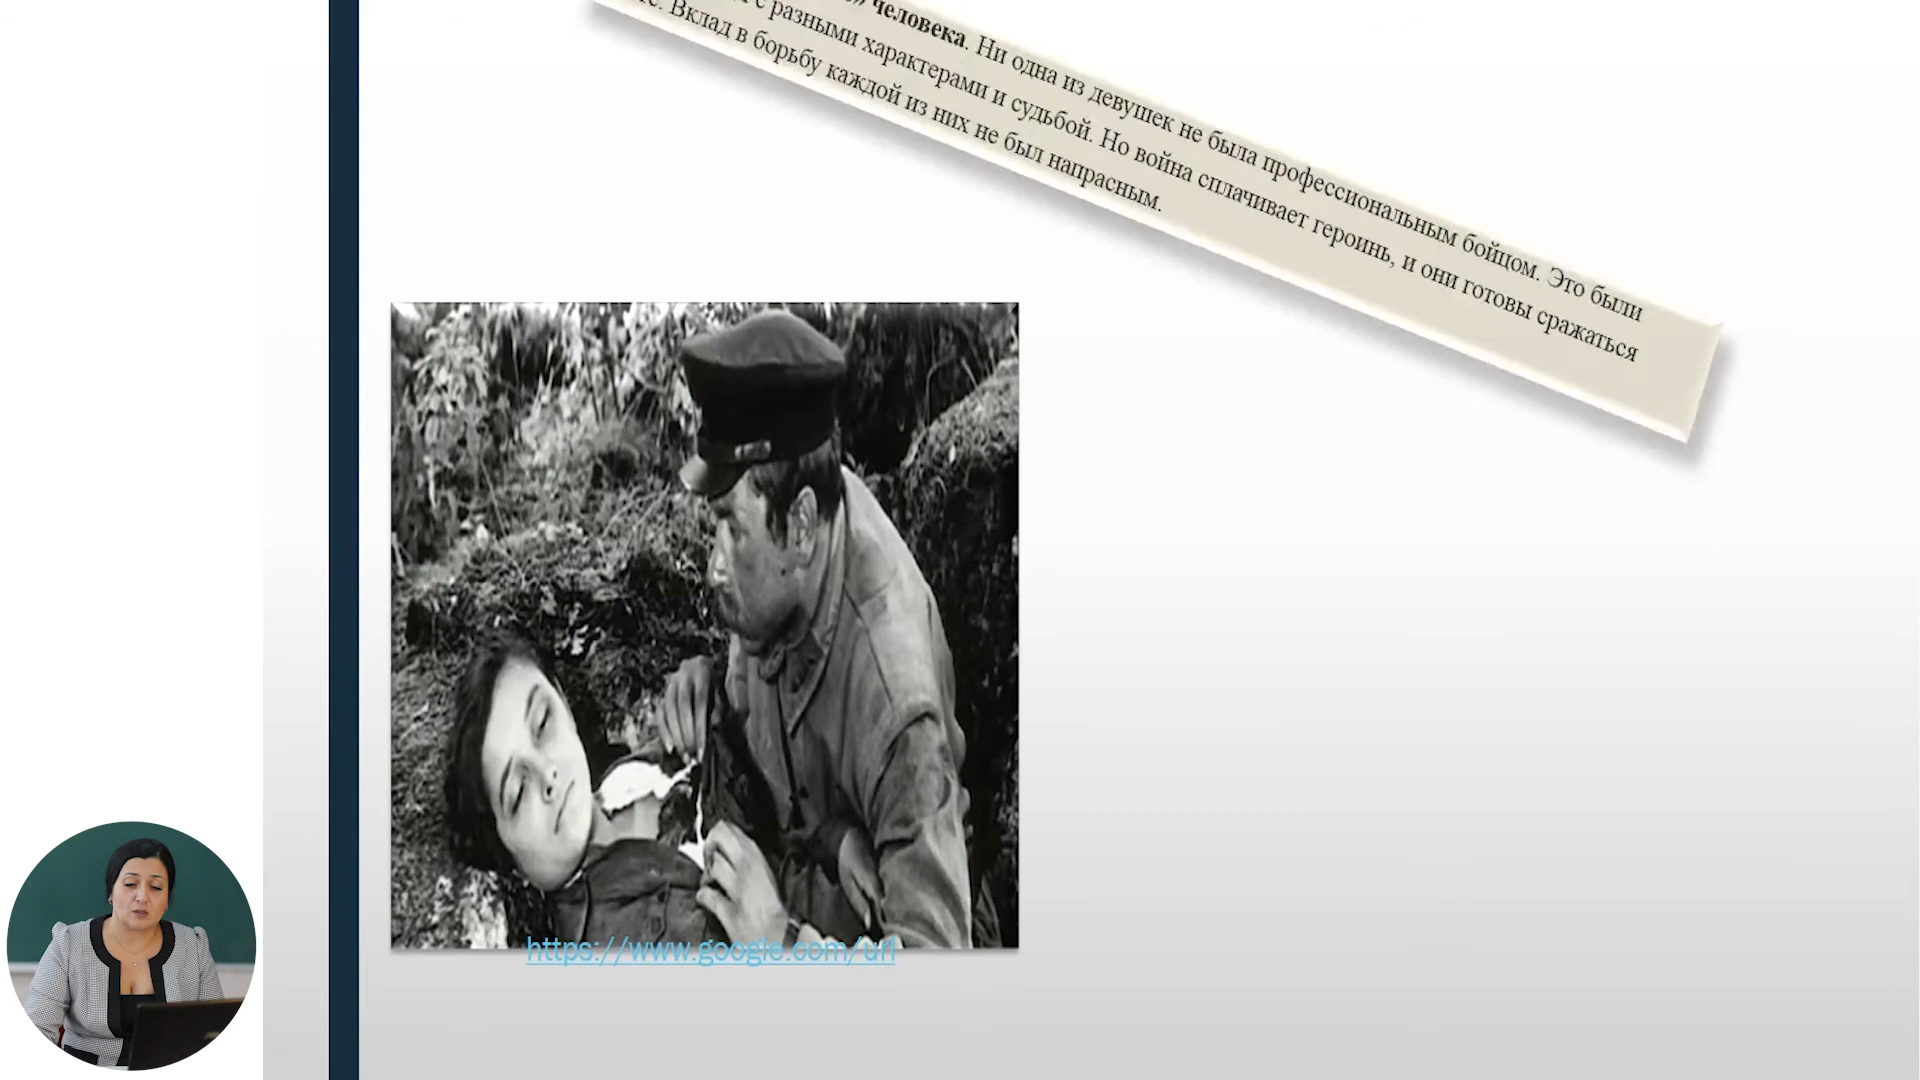 человека. Ни одна из девушек не была профессиональным бойцом. Это были
с разными характерами и судьбой. Но война сплачивает героинь, и они готовы сражаться
Вклад в борьбу каждой из них не был напрасным.
https://www.google.com/url